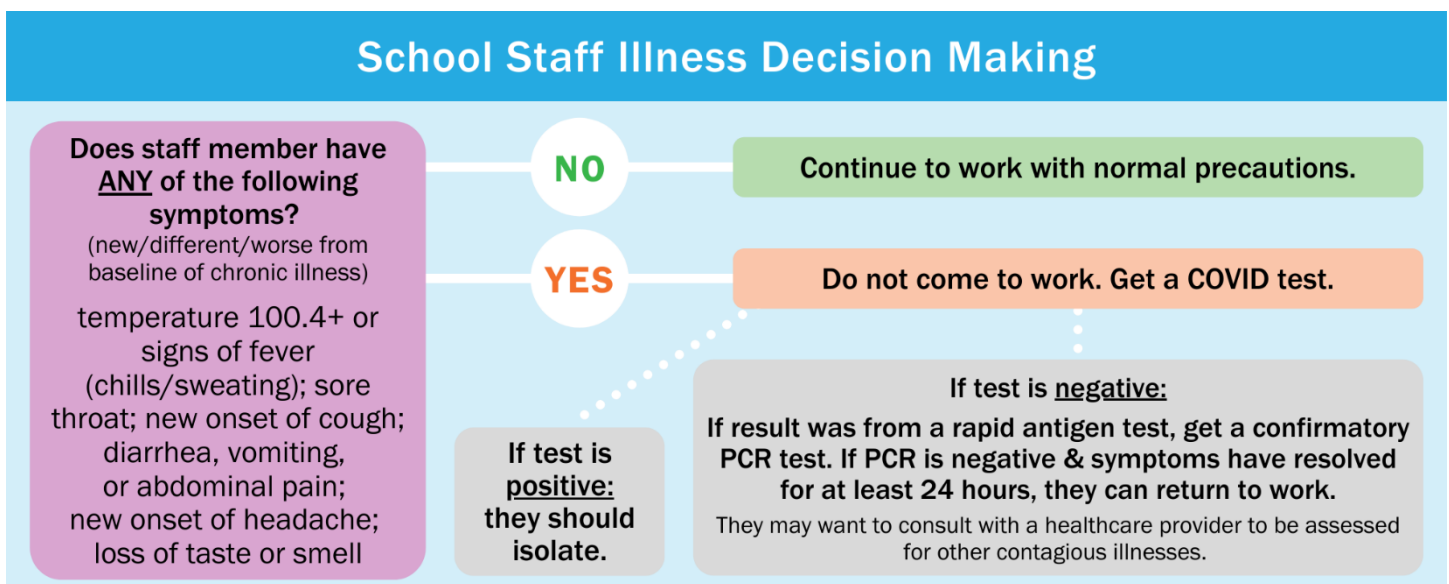 School Staff Illness Decision Making
Does staff member have
ANY of the following
symptoms?
(new/different/worse from
baseline of chronic illness)
temperature 100.4+ or
signs of fever
(chills/sweating); sore
throat; new onset of cough;
diarrhea, vomiting,
or abdominal pain;
new onset of headache;
loss of taste or smell
NO
Continue to work with normal precautions.
YES
Do not come to work. Get a COVID test.
If test is
positive:
they should
isolate.
If test is negative:
If result was from a rapid antigen test, get a confirmatory
PCR test. If PCR is negative & symptoms have resolved
for at least 24 hours, they can return to work.
They may want to consult with a healthcare provider to be assessed
for other contagious illnesses.